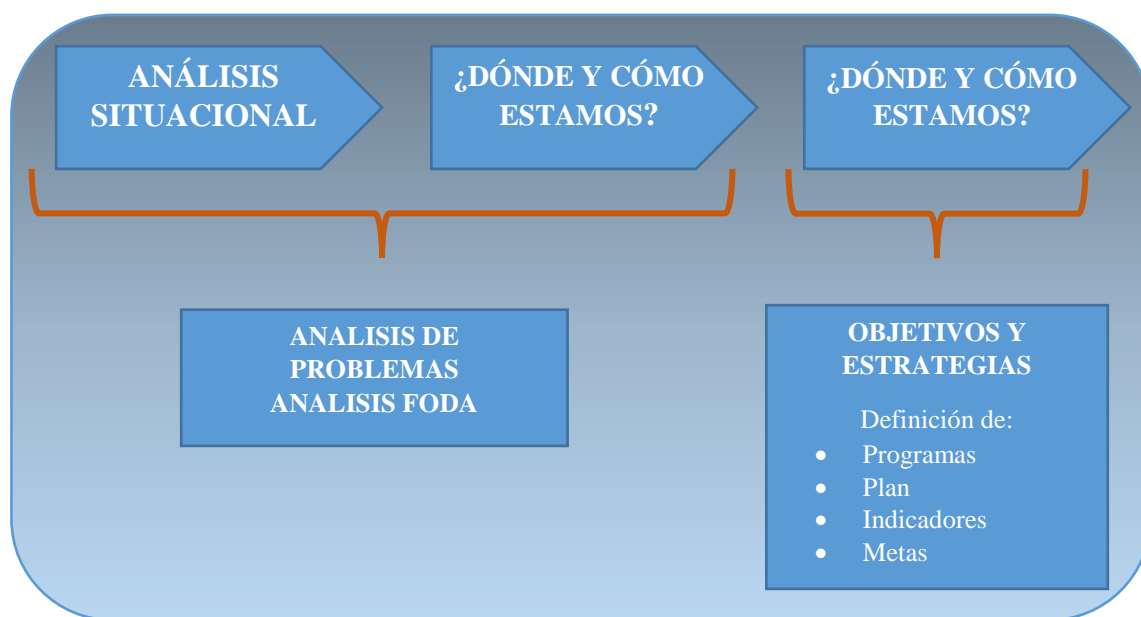 ANÁLISIS
SITUACIONAL
¿DÓNDE Y CÓMO
ESTAMOS?
¿DÓNDE Y CÓMO
ESTAMOS?
ANALISIS DE
PROBLEMAS
ANALISIS FODA
OBJETIVOS Y
ESTRATEGIAS
Definición de:
• Programas
• Plan
• Indicadores
• Metas